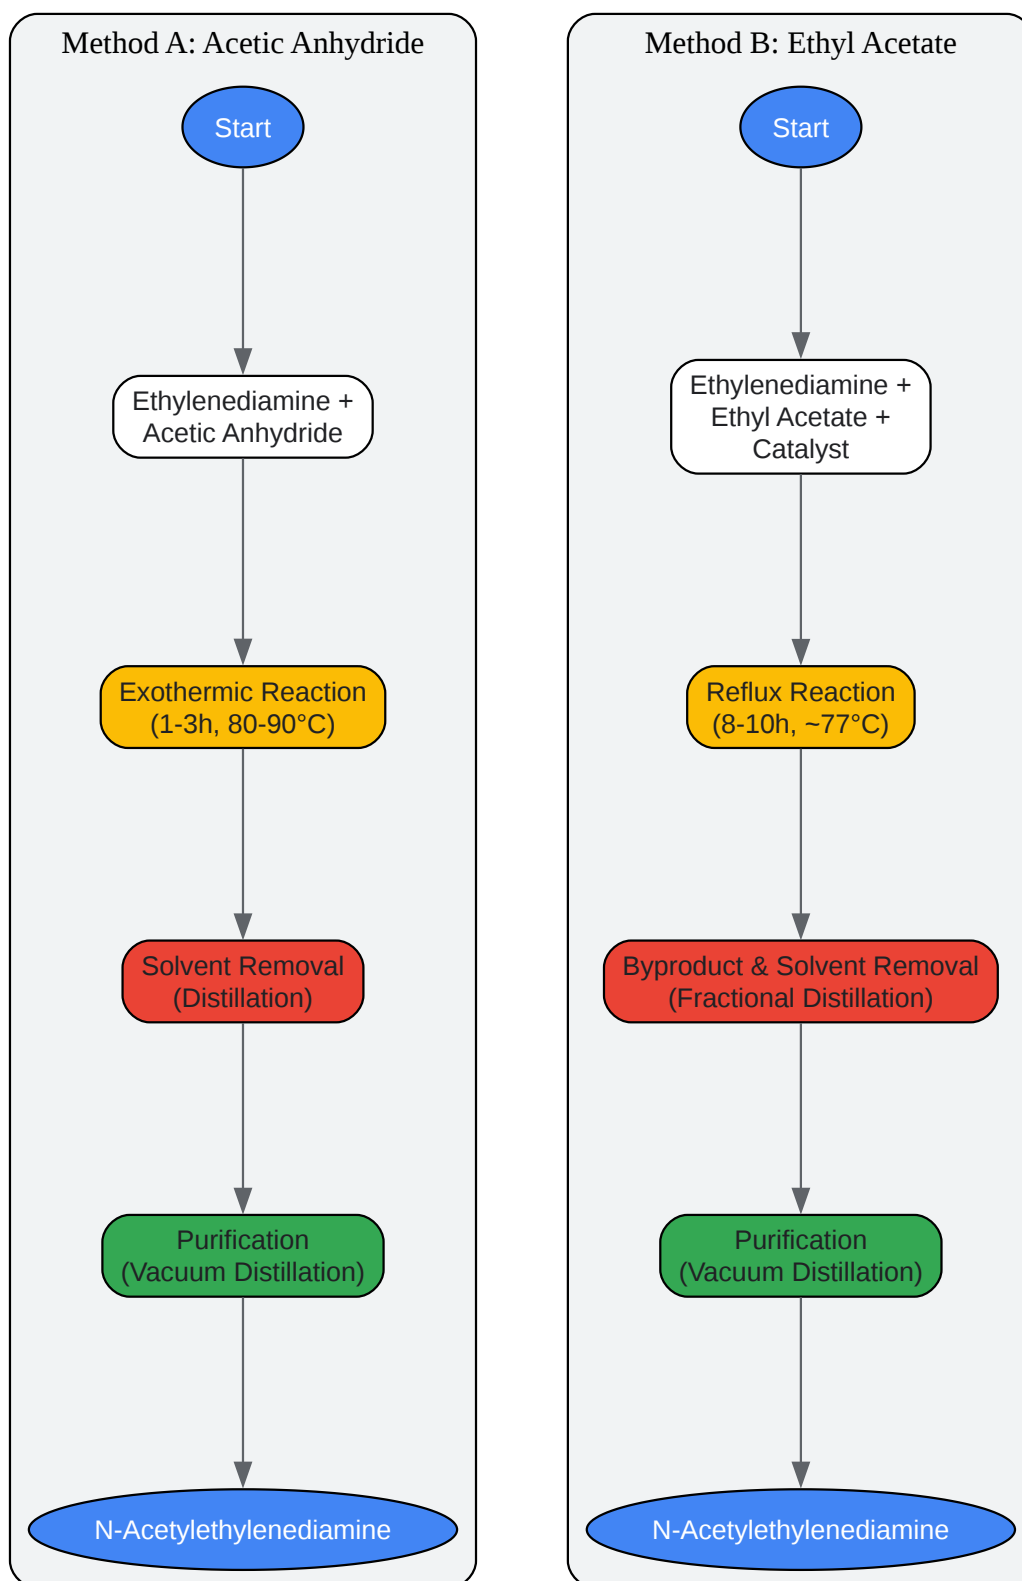 Method A: Acetic Anhydride
Start
Ethylenediamine +
Acetic Anhydride
Exothermic Reaction
(1-3h, 80-90°C)
Solvent Removal
(Distillation)
Purification
(Vacuum Distillation)
N-Acetylethylenediamine
Method B: Ethyl Acetate
Start
Ethylenediamine +
Ethyl Acetate +
Catalyst
Reflux Reaction
(8-10h, ~77°C)
Byproduct & Solvent Removal
(Fractional Distillation)
Purification
(Vacuum Distillation)
N-Acetylethylenediamine